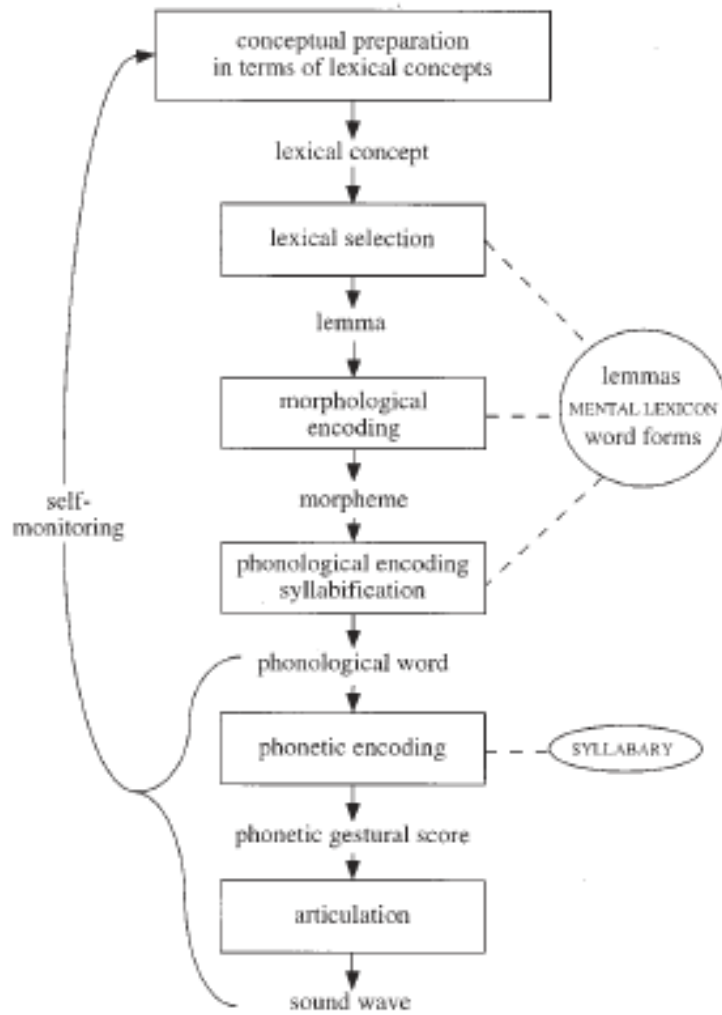 conceptual preparation
in terms of lexical concepts
lexical concept
lexical selection
lemma
lemmas
MENTAL LEXICON
word forms
morphological
encoding
morpheme
self-
monitoring
phonological encoding
syllabification
phonological word
phonetic encoding
SYLLABARY
phonetic gestural score
articulation
sound wave